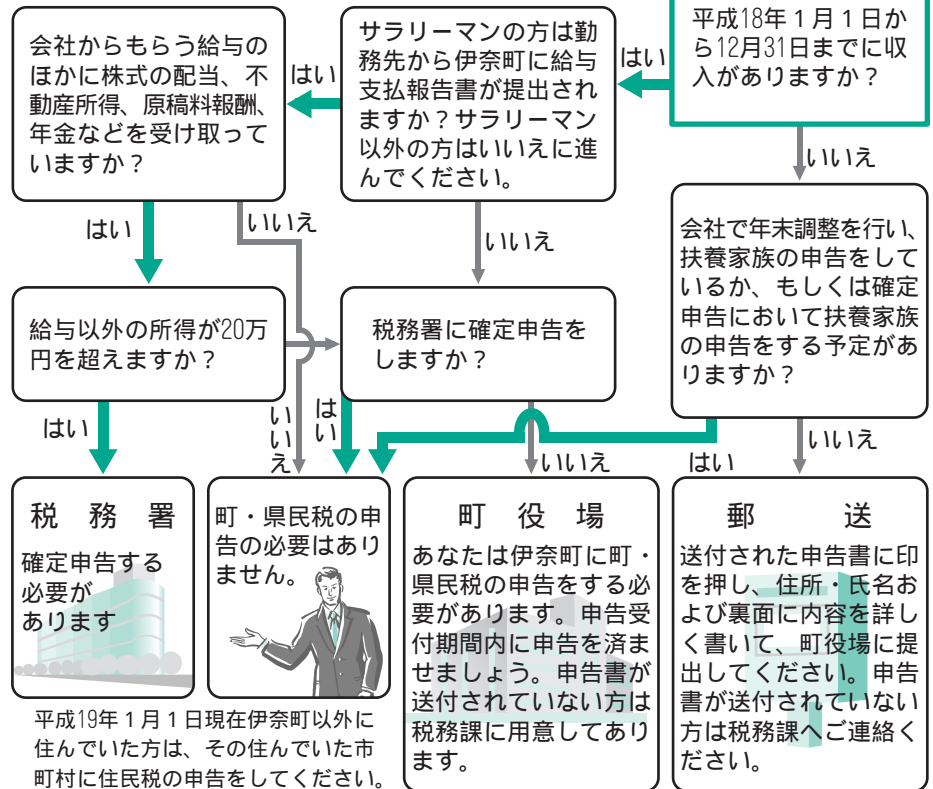 平成18年1月1日か
ら12月31日までに収
入がありますか？
はい
いいえ
サラリーマンの方は勤
務先から伊奈町に給与
支払報告書が提出され
ますか？サラリーマン
以外の方はいいえに進
んでください。
はい
いいえ
会社からもらう給与の
ほかに株式の配当、不
動産所得、原稿料報酬、
年金などを受け取って
いますか？
はい
いいえ
会社で年末調整を行い、
扶養家族の申告をして
いるか、もしくは確定
申告において扶養家族
の申告をする予定があ
りますか？
はい
いいえ
給与以外の所得が20万
円を超えますか？
はい
いいえ
税務署に確定申告を
しますか？
はい
いいえ
税務署
確定申告する
必要が
あります
町・県民税の申
告の必要はあり
ません。
町役場
あなたは伊奈町に町・
県民税の申告をする必
要があります。申告受
付期間内に申告を済ま
せましょう。申告書が
送付されていない方は
税務課に用意してあり
ます。
郵送
送付された申告書に印
を押し、住所・氏名お
よび裏面に内容を詳し
く書いて、町役場に提
出してください。申告
書が送付されていない
方は税務課へご連絡く
ださい。
平成19年1月1日現在伊奈町以外に
住んでいた方は、その住んでいた市
町村に住民税の申告をしてください。